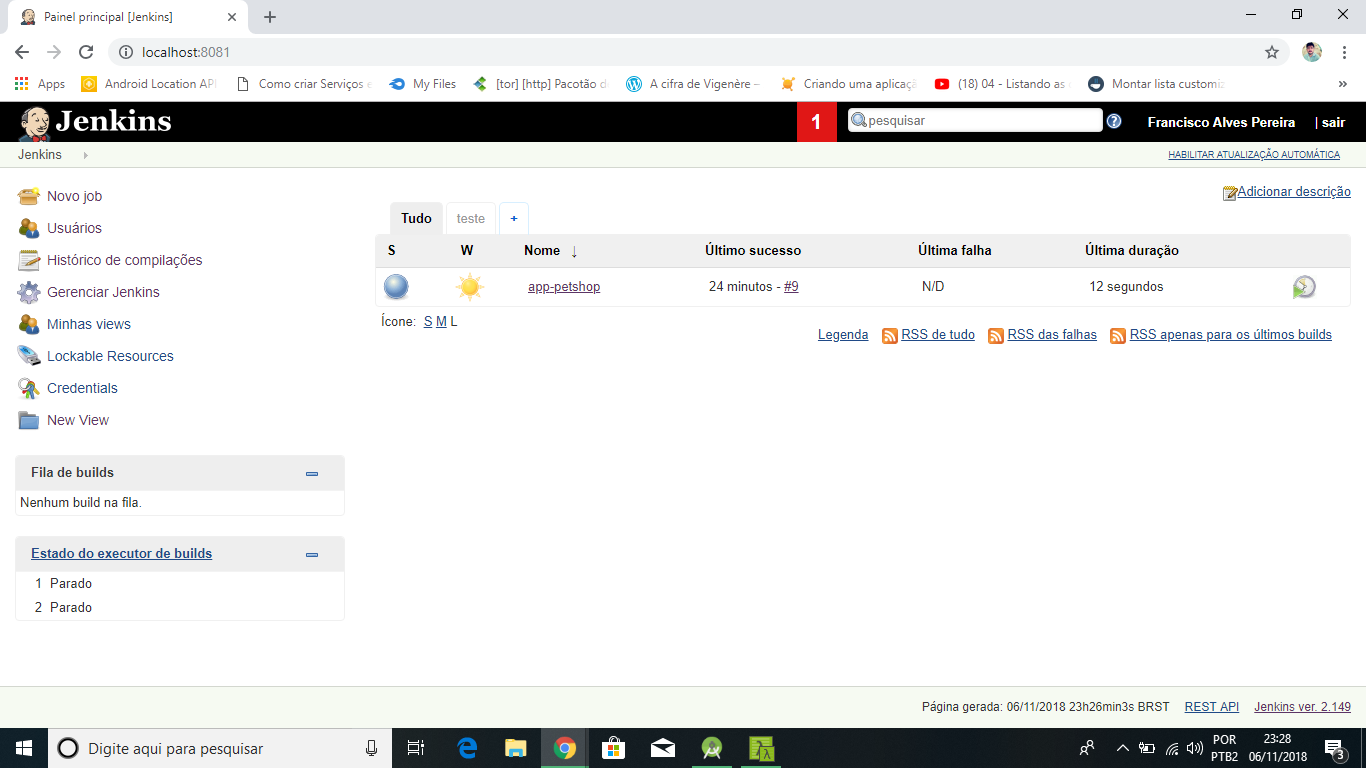 Painel principal [Jenkins]
localhost:8081
Apps
Android Location AP
Como criar Serviços e
My Files
[tor] [http] Pacotão d
A cifra de Vigenère –
Criando uma aplicaç
(18) 04 - Listando as
Montar lista customiz
»
Jenkins
1
pesquisar
Francisco Alves Pereira
| sair
Jenkins
HABILITAR ATUALIZAÇÃO AUTOMÁTICA
Novo job
Usuários
Histórico de compilações
Gerenciar Jenkins
Minhas views
Lockable Resources
Credentials
New View
Fila de builds
Nenhum build na fila.
Estado do executor de builds
1 Parado
2 Parado
Adicionar descrição
Tudo
teste
+
S W Nome ↓ Último sucesso Última falha Última duração
app-petshop 24 minutos - #9 N/D 12 segundos
Ícone: S M L
Legenda RSS de tudo RSS das falhas RSS apenas para os últimos builds
Página gerada: 06/11/2018 23h26min3s BRST REST API Jenkins ver. 2.149
Digite aqui para pesquisar
POR
PTB2
23:28
06/11/2018
3